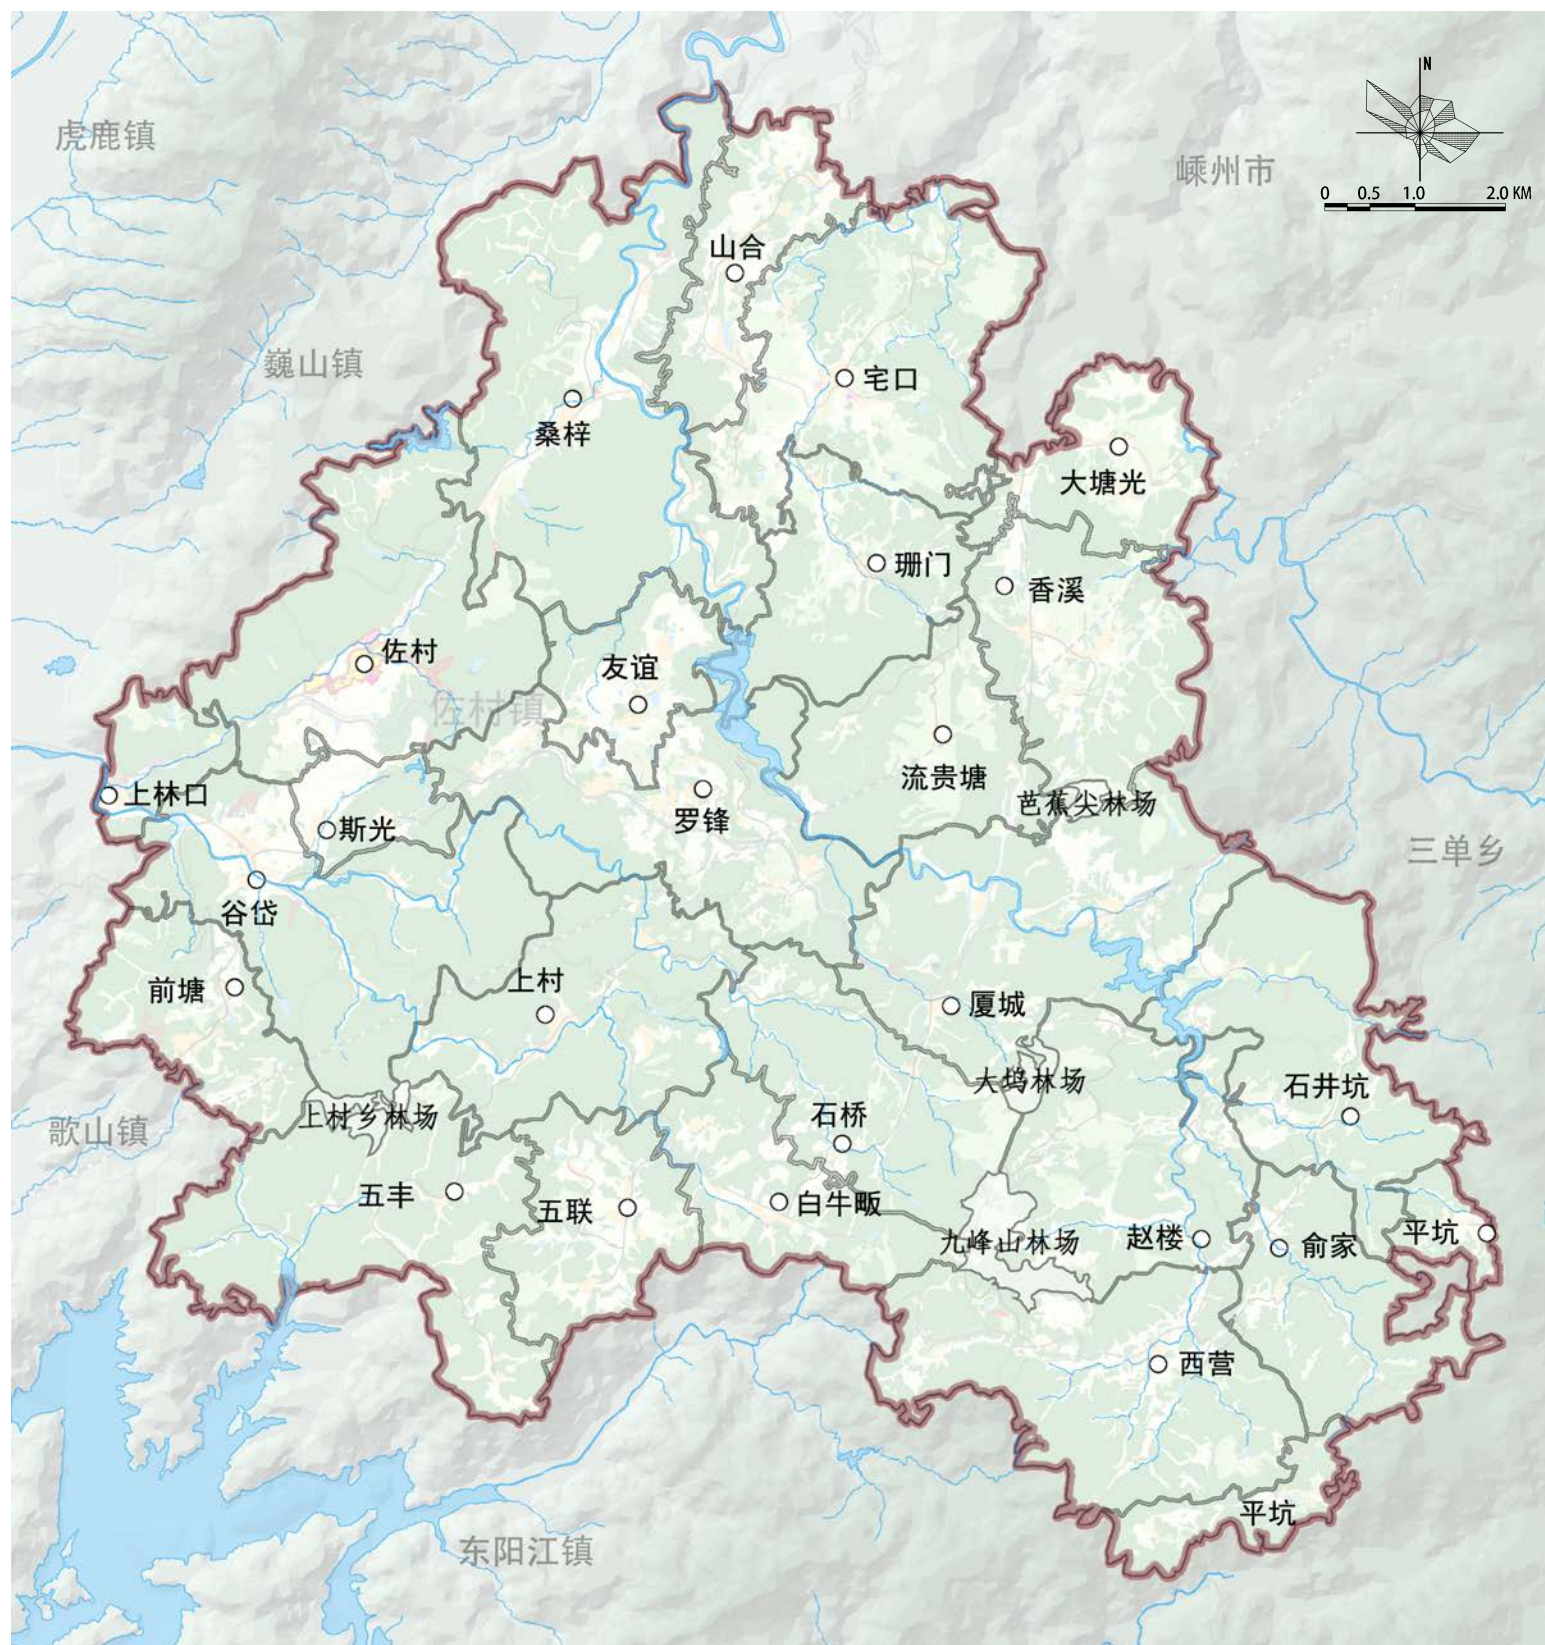 N
0 0.5 1.0 2.0 KM
虎鹿镇
嵊州市
山合
巍山镇
宅口
桑梓
大塘光
珊门
香溪
佐村
友谊
佐村镇
流贵塘
上林口
芭蕉尖林场
罗锋
斯光
三单乡
谷岱
上村
前塘
厦城
大坞林场
石井坑
上村乡林场
石桥
歌山镇
五丰
五联
白牛畈
赵楼
平坑
九峰山林场
俞家
西营
平坑
东阳江镇